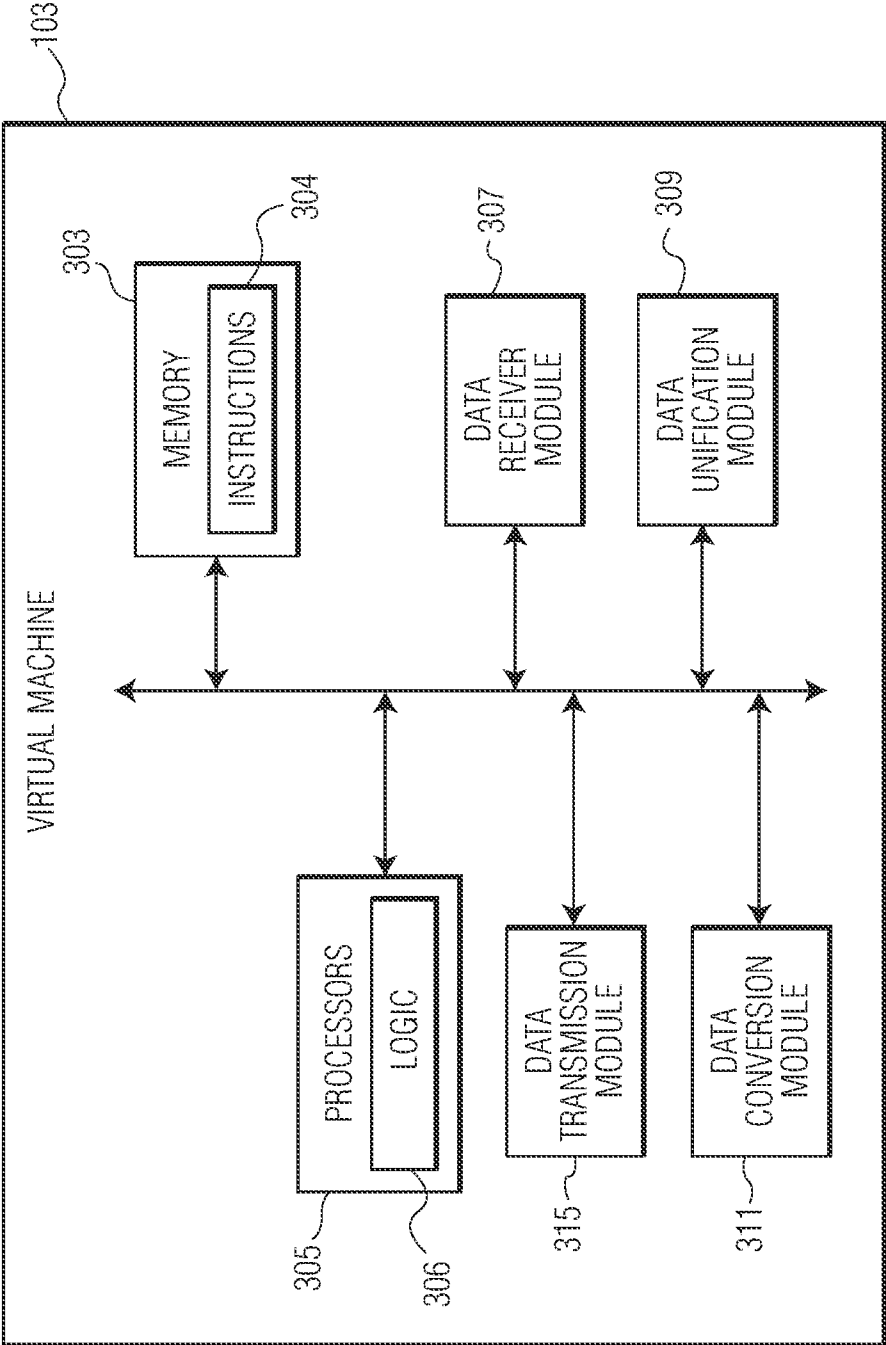 103
VIRTUAL MACHINE
303
MEMORY
304
INSTRUCTIONS
305
PROCESSORS
306
LOGIC
307
DATA
RECEIVER
MODULE
315
DATA
TRANSMISSION
MODULE
309
DATA
UNIFICATION
MODULE
311
DATA
CONVERSION
MODULE